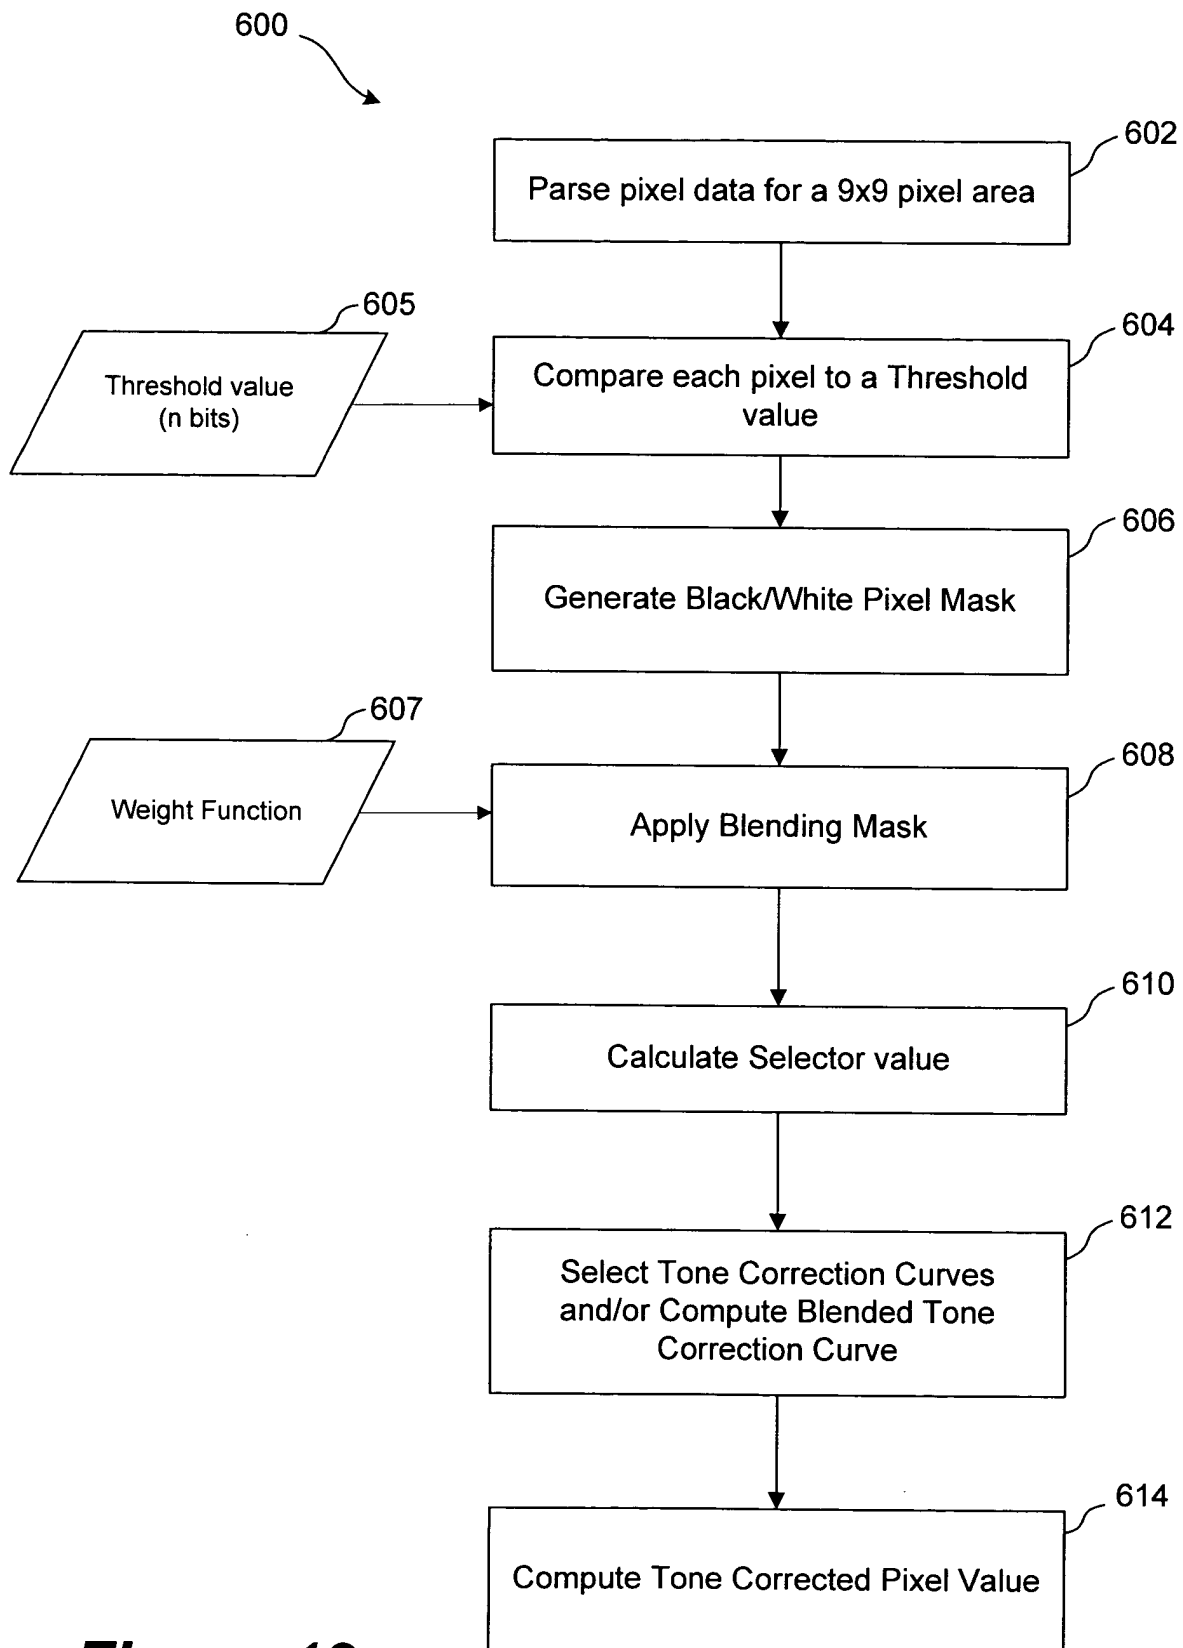 600
602
Parse pixel data for a 9x9 pixel area
605
604
Threshold value
(n bits)
Compare each pixel to a Threshold
value
606
Generate Black/White Pixel Mask
607
608
Weight Function
Apply Blending Mask
610
Calculate Selector value
612
Select Tone Correction Curves
and/or Compute Blended Tone
Correction Curve
614
Compute Tone Corrected Pixel Value